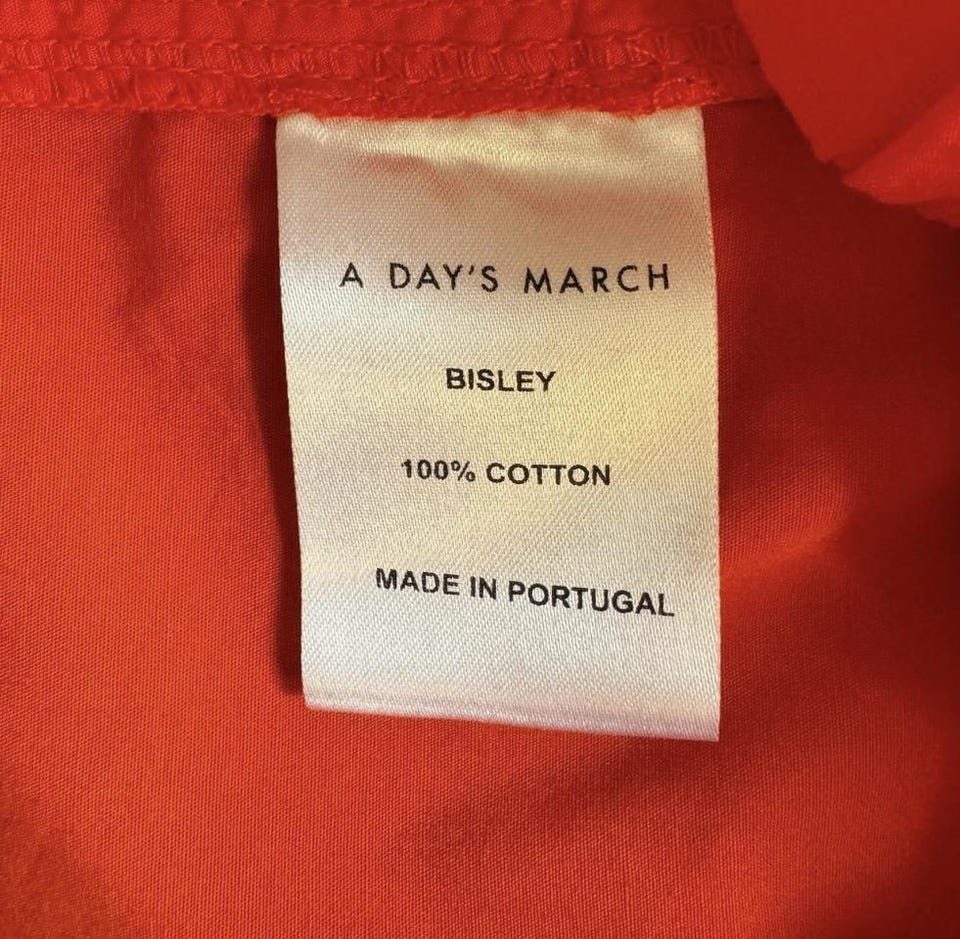 A DAY'S MARCH
BISLEY
100% COTTON
MADE IN PORTUGAL